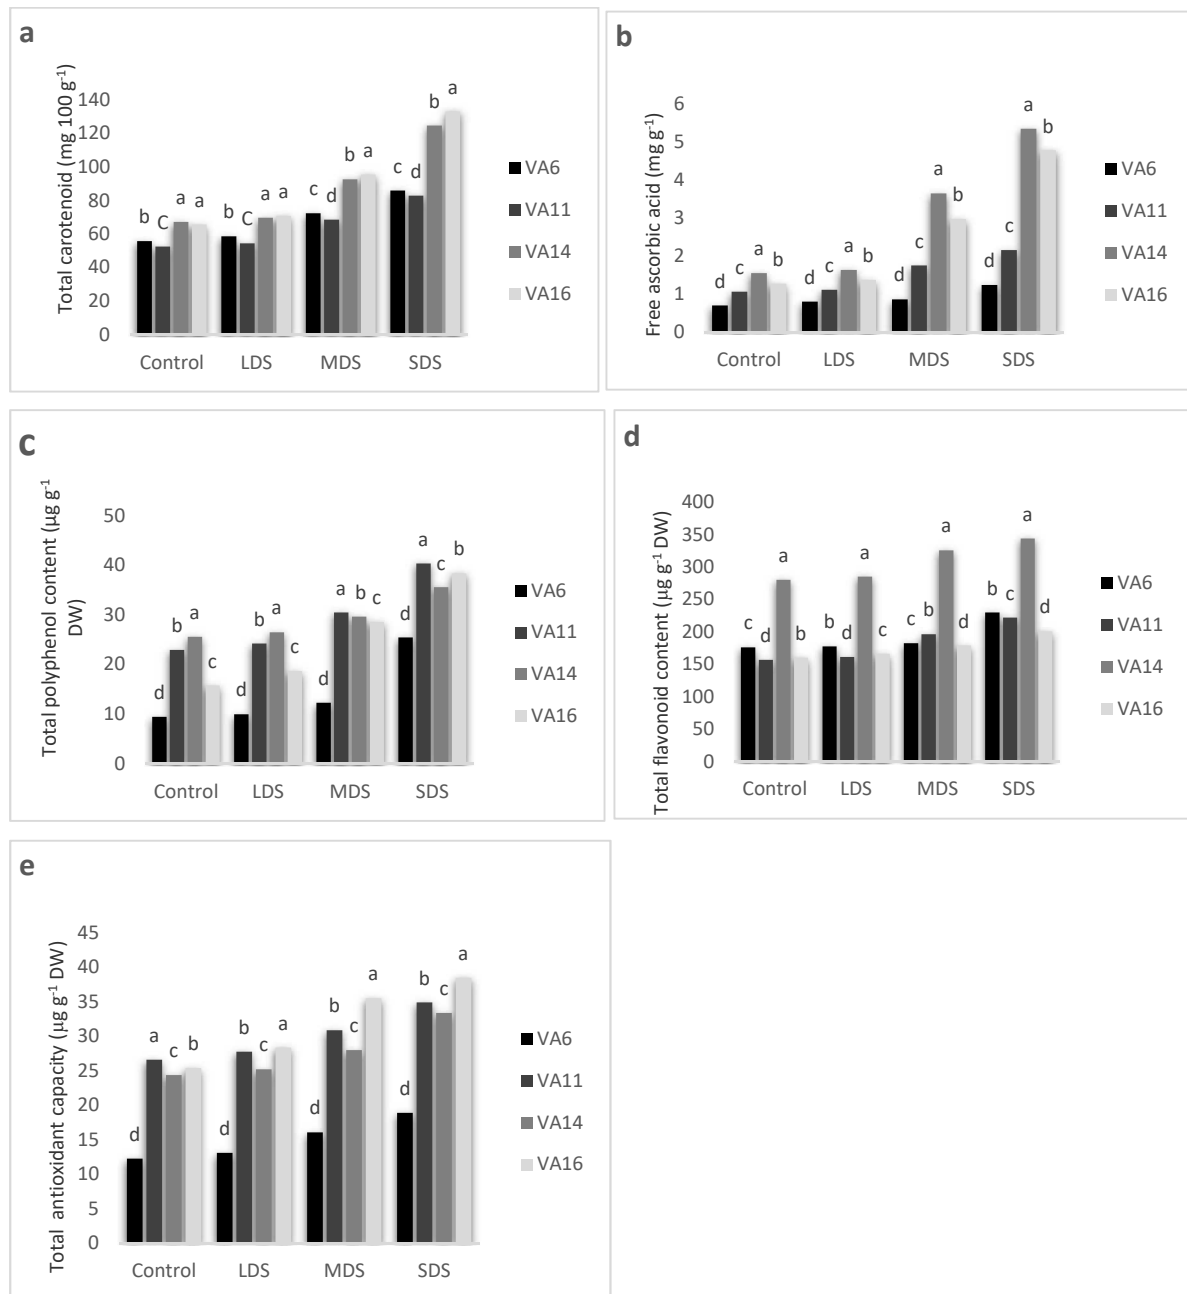 a
Total carotenoid (mg 100 g⁻¹)
140
120
100
80
60
40
20
0
b c a a
b c a a
c d b a
c d b a
Control LDS MDS SDS
VA6
VA11
VA14
VA16
b
Free ascorbic acid (mg g⁻¹)
6
5
4
3
2
1
0
d c a b
d c a b
d c a b
d c a b
Control LDS MDS SDS
VA6
VA11
VA14
VA16
c
Total polyphenol content (µg g⁻¹
DW)
50
40
30
20
10
0
d b a c
d b a c
d a b c
d a c b
Control LDS MDS SDS
VA6
VA11
VA14
VA16
d
Total flavonoid content (µg g⁻¹ DW)
400
350
300
250
200
150
100
50
0
c d a b
b d a c
c b a d
b c a d
Control LDS MDS SDS
VA6
VA11
VA14
VA16
e
Total antioxidant capacity (µg g⁻¹ DW)
45
40
35
30
25
20
15
10
5
0
d a c b
d b c a
d b c a
d b c a
Control LDS MDS SDS
VA6
VA11
VA14
VA16